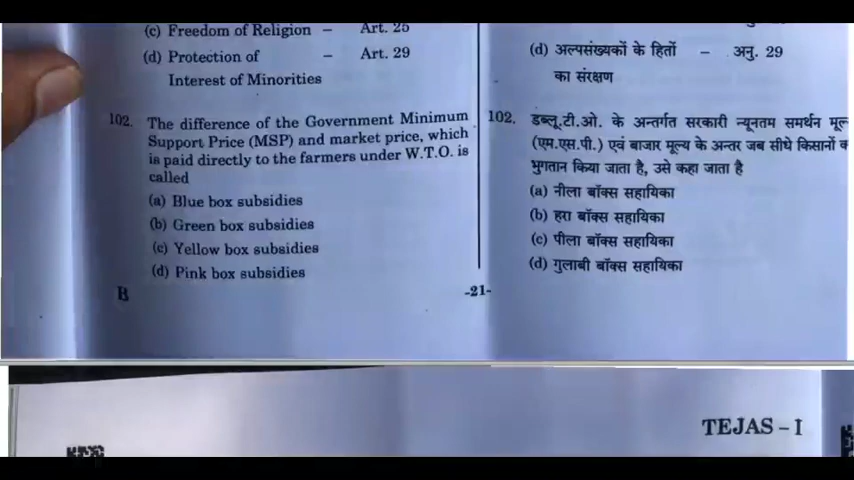 (c) Freedom of Religion – Art. 25
(d) Protection of – Art. 29
Interest of Minorities
102. The difference of the Government Minimum
Support Price (MSP) and market price, which
is paid directly to the farmers under W.T.O. is
called
(a) Blue box subsidies
(b) Green box subsidies
(c) Yellow box subsidies
(d) Pink box subsidies
B
-21-
(d) अल्पसंख्यकों के हितों – अनु. 29
का संरक्षण
102. डब्लू.टी.ओ. के अन्तर्गत सरकारी न्यूनतम समर्थन
(एम.एस.पी.) एवं बाजार मूल्य के अन्तर जब सीधे किसानों
भुगतान किया जाता है, उसे कहा जाता है
(a) नीला बॉक्स सहायिका
(b) हरा बॉक्स सहायिका
(c) पीला बॉक्स सहायिका
(d) गुलाबी बॉक्स सहायिका
TEJAS – I